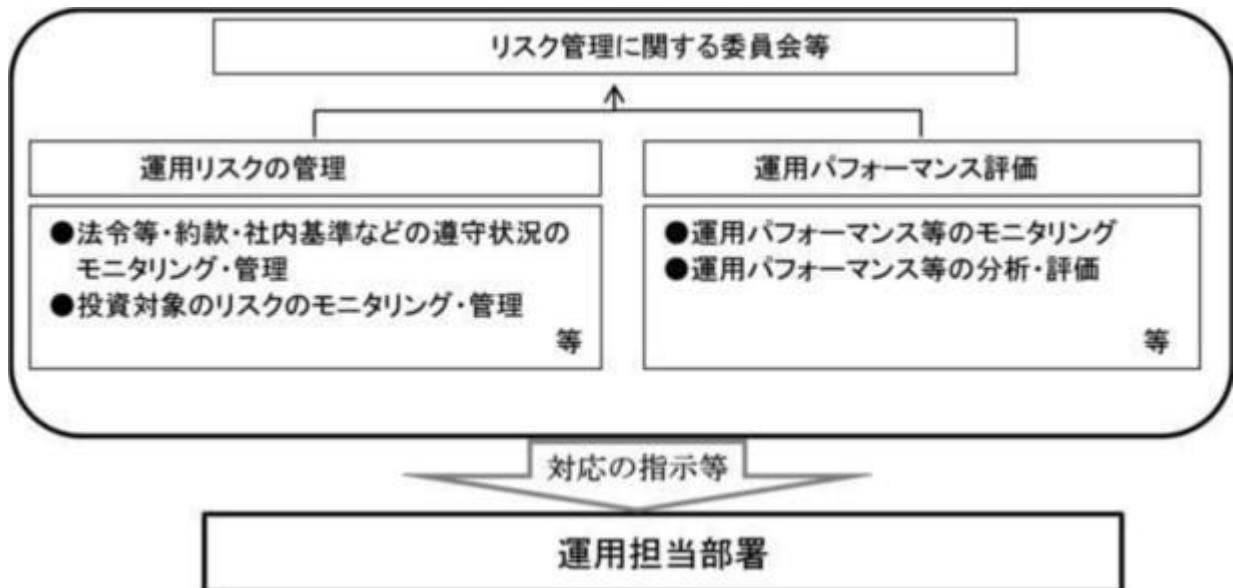 リスク管理に関する委員会等
運用リスクの管理
●法令等・約款・社内基準などの遵守状況の
モニタリング・管理
●投資対象のリスクのモニタリング・管理
等
運用パフォーマンス評価
●運用パフォーマンス等のモニタリング
●運用パフォーマンス等の分析・評価
等
対応の指示等
運用担当部署